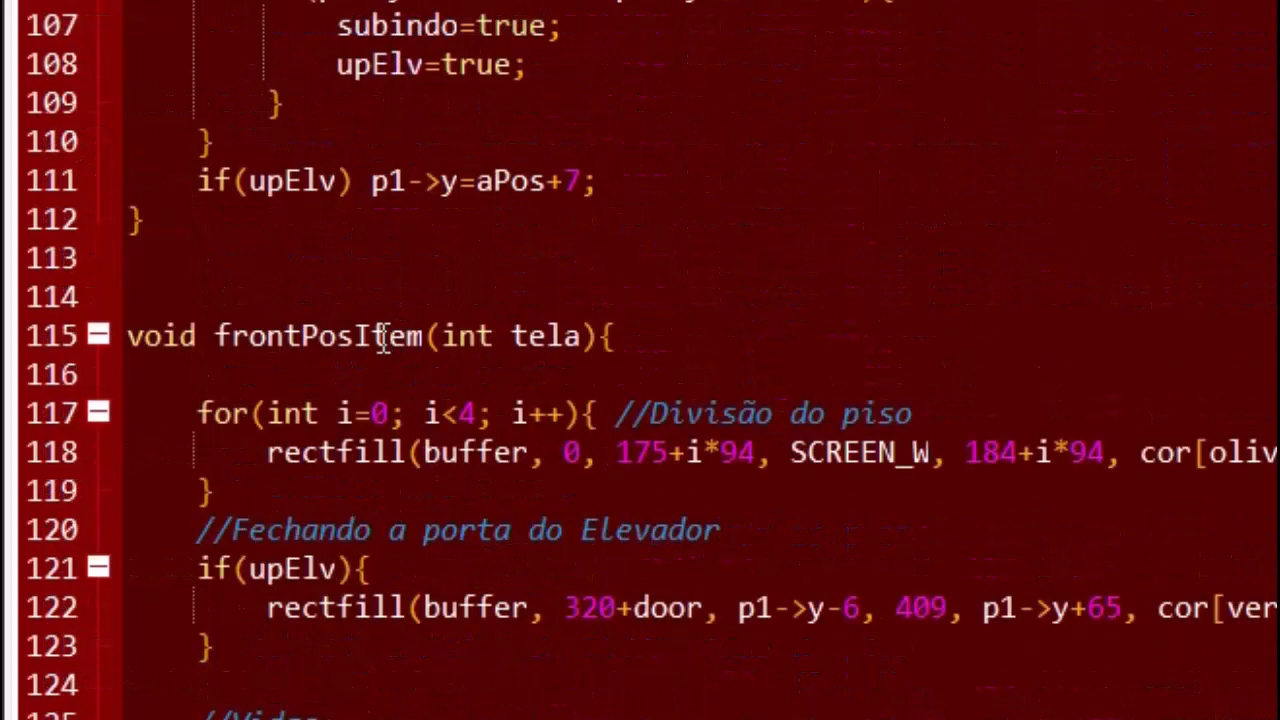 107 subindo=true;
108 upElv=true;
109 }
110 }
111 if(upElv) p1->y=aPos+7;
112 }
113
114
115 void frontPosItem(int tela){
116
117 for(int i=0; i<4; i++){ //Divisão do piso
118 rectfill(buffer, 0, 175+i*94, SCREEN_W, 184+i*94, cor[oliv
119 }
120 //Fechando a porta do Elevador
121 if(upElv){
122 rectfill(buffer, 320+door, p1->y-6, 409, p1->y+65, cor[ver
123 }
124
125